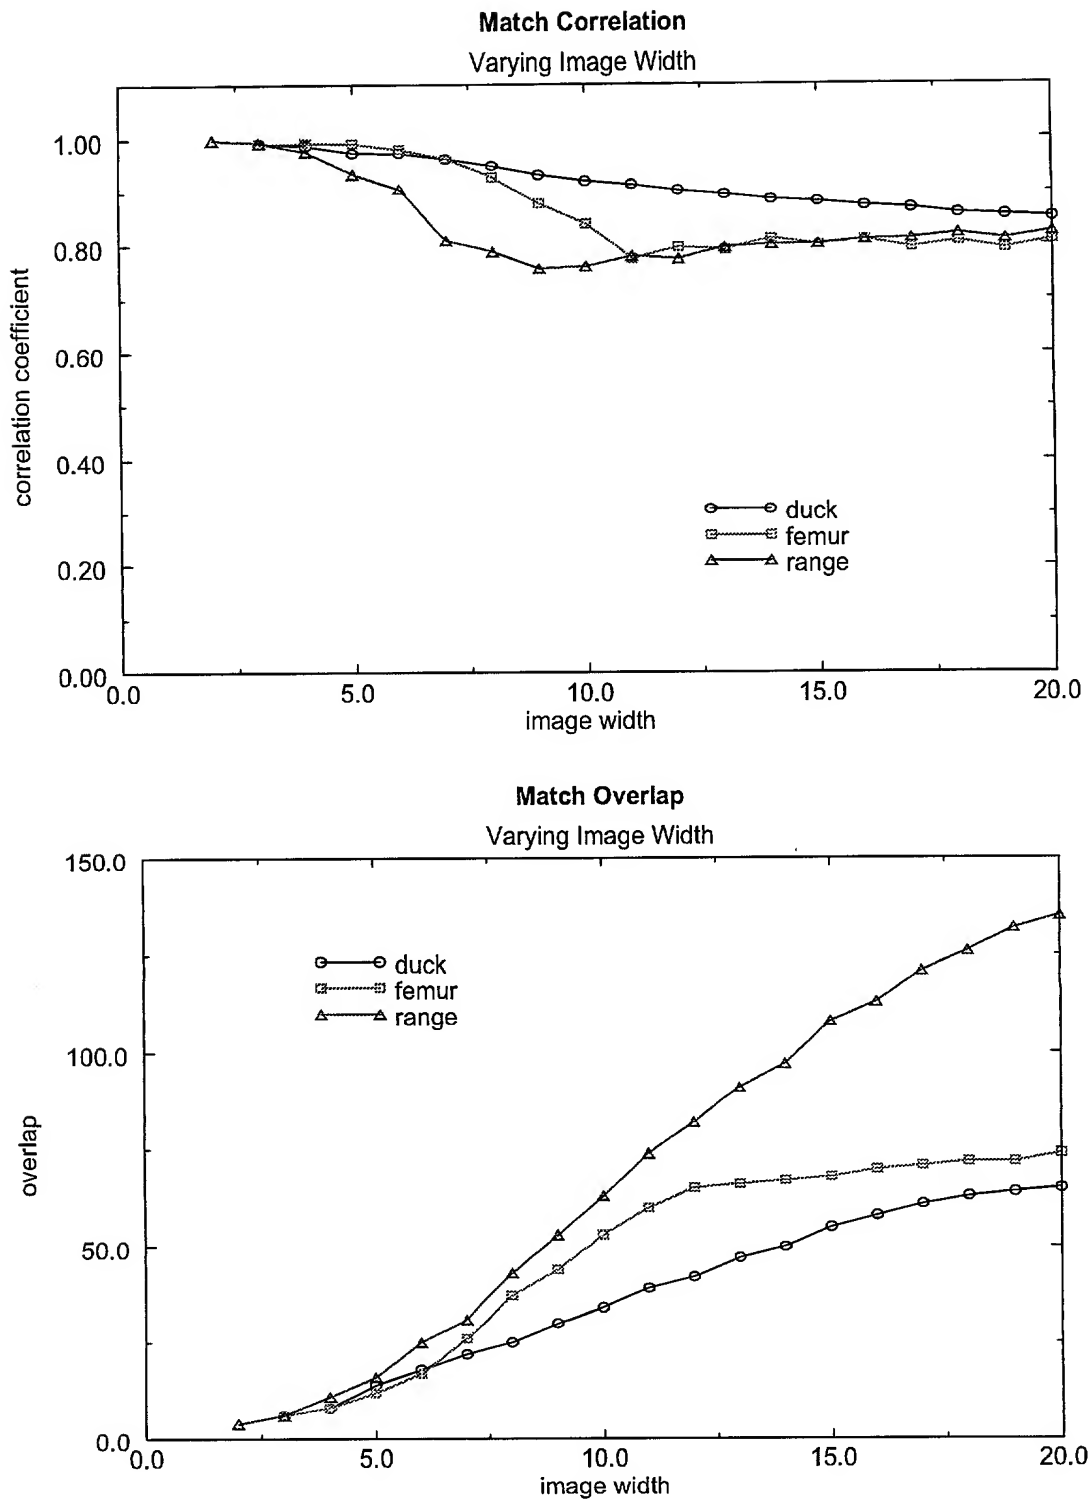 Match Correlation
Varying Image Width
1.00
0.80
0.60
0.40
0.20
0.00
correlation coefficient
duck
femur
range
0.0 5.0 10.0 15.0 20.0
image width
Match Overlap
Varying Image Width
150.0
100.0
50.0
0.0
overlap
duck
femur
range
0.0 5.0 10.0 15.0 20.0
image width